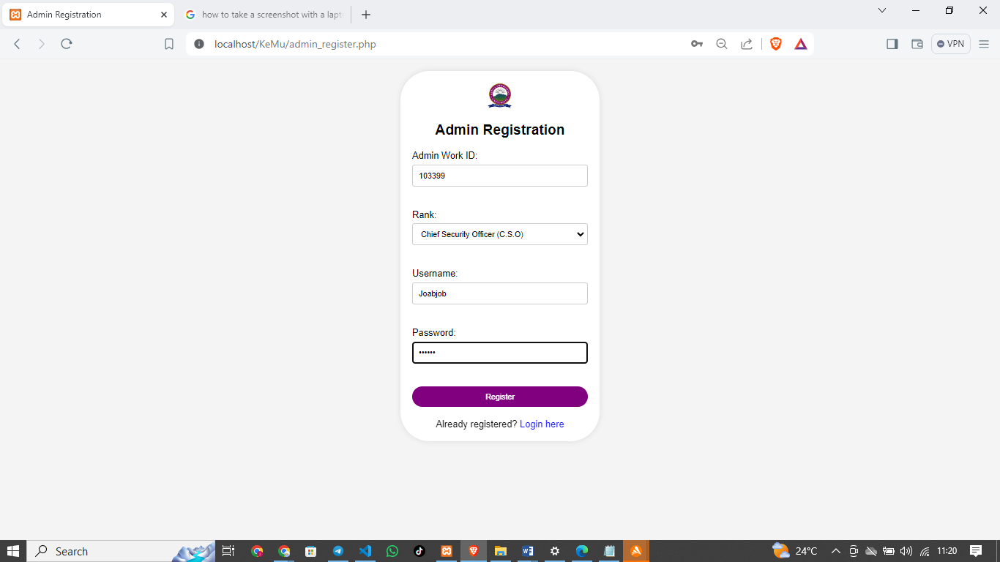 Admin Registration
how to take a screenshot with a lapt
localhost/KeMu/admin_register.php
VPN
Admin Registration
Admin Work ID:
103399
Rank:
Chief Security Officer (C.S.O)
Username:
Joabjob
Password:
••••••
Register
Already registered? Login here
Search
24°C
11:20